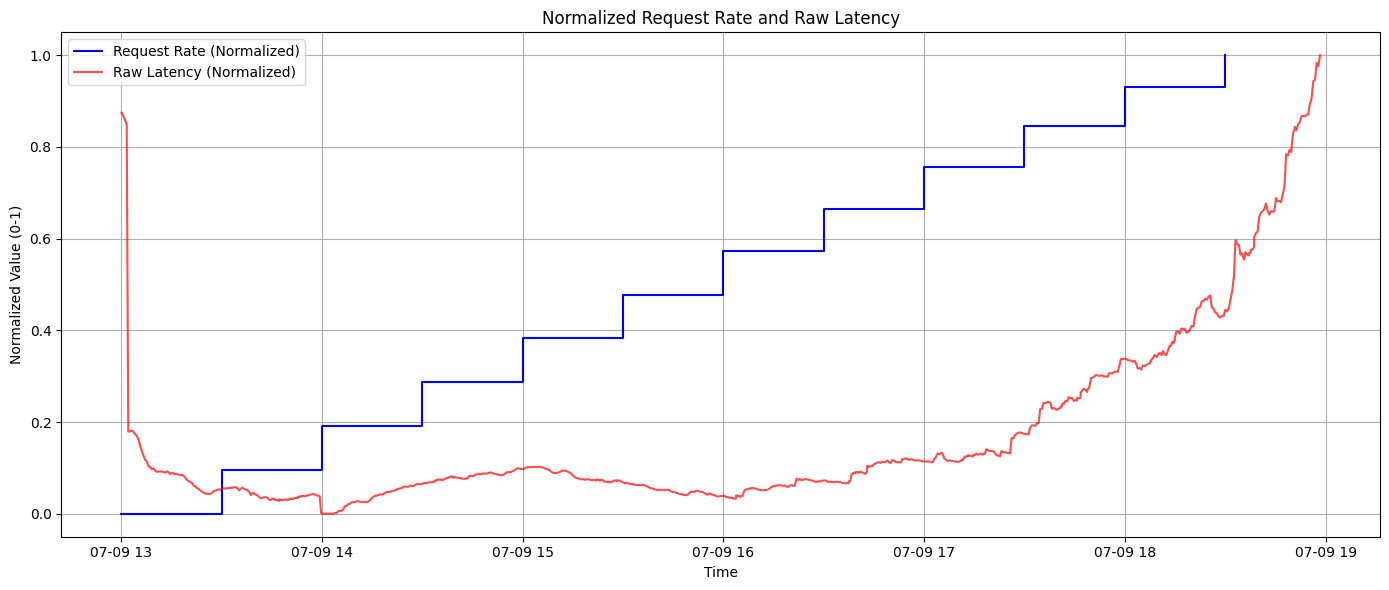 Normalized Request Rate and Raw Latency
Request Rate (Normalized)
Raw Latency (Normalized)
Normalized Value (0-1)
1.0
0.8
0.6
0.4
0.2
0.0
07-09 13
07-09 14
07-09 15
07-09 16
07-09 17
07-09 18
07-09 19
Time